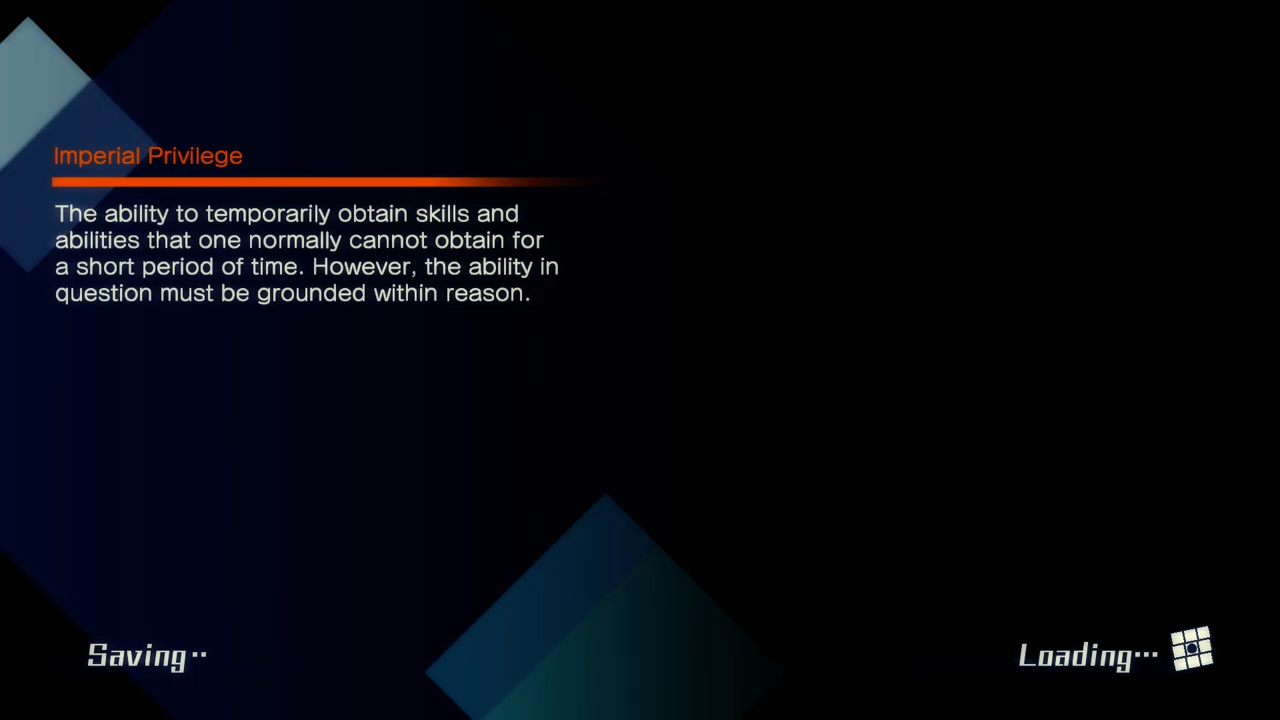 Imperial Privilege
The ability to temporarily obtain skills and
abilities that one normally cannot obtain for
a short period of time. However, the ability in
question must be grounded within reason.
Saving··
Loading···